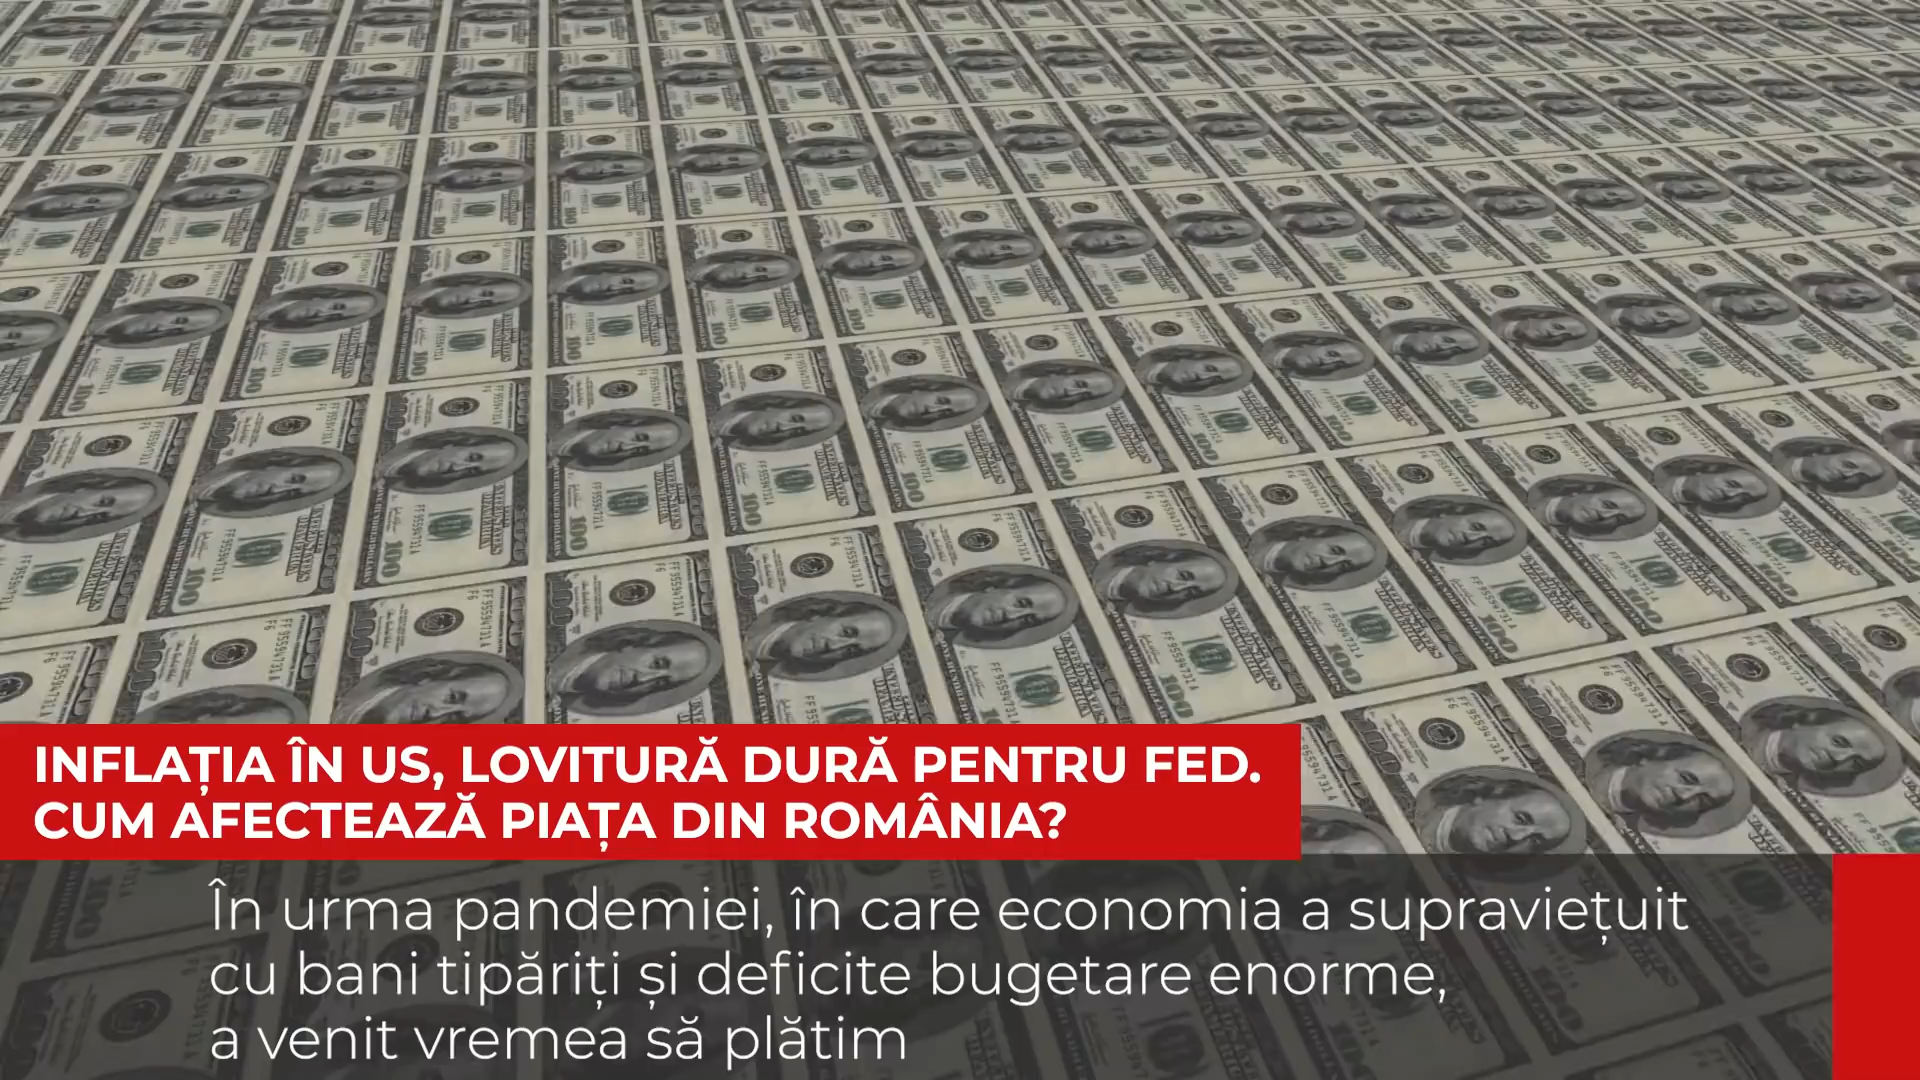 INFLAȚIA ÎN US, LOVITURĂ DURĂ PENTRU FED.
CUM AFECTEAZĂ PIAȚA DIN ROMÂNIA?
În urma pandemiei, în care economia a supraviețuit
cu bani tipăriți și deficite bugetare enorme,
a venit vremea să plătim